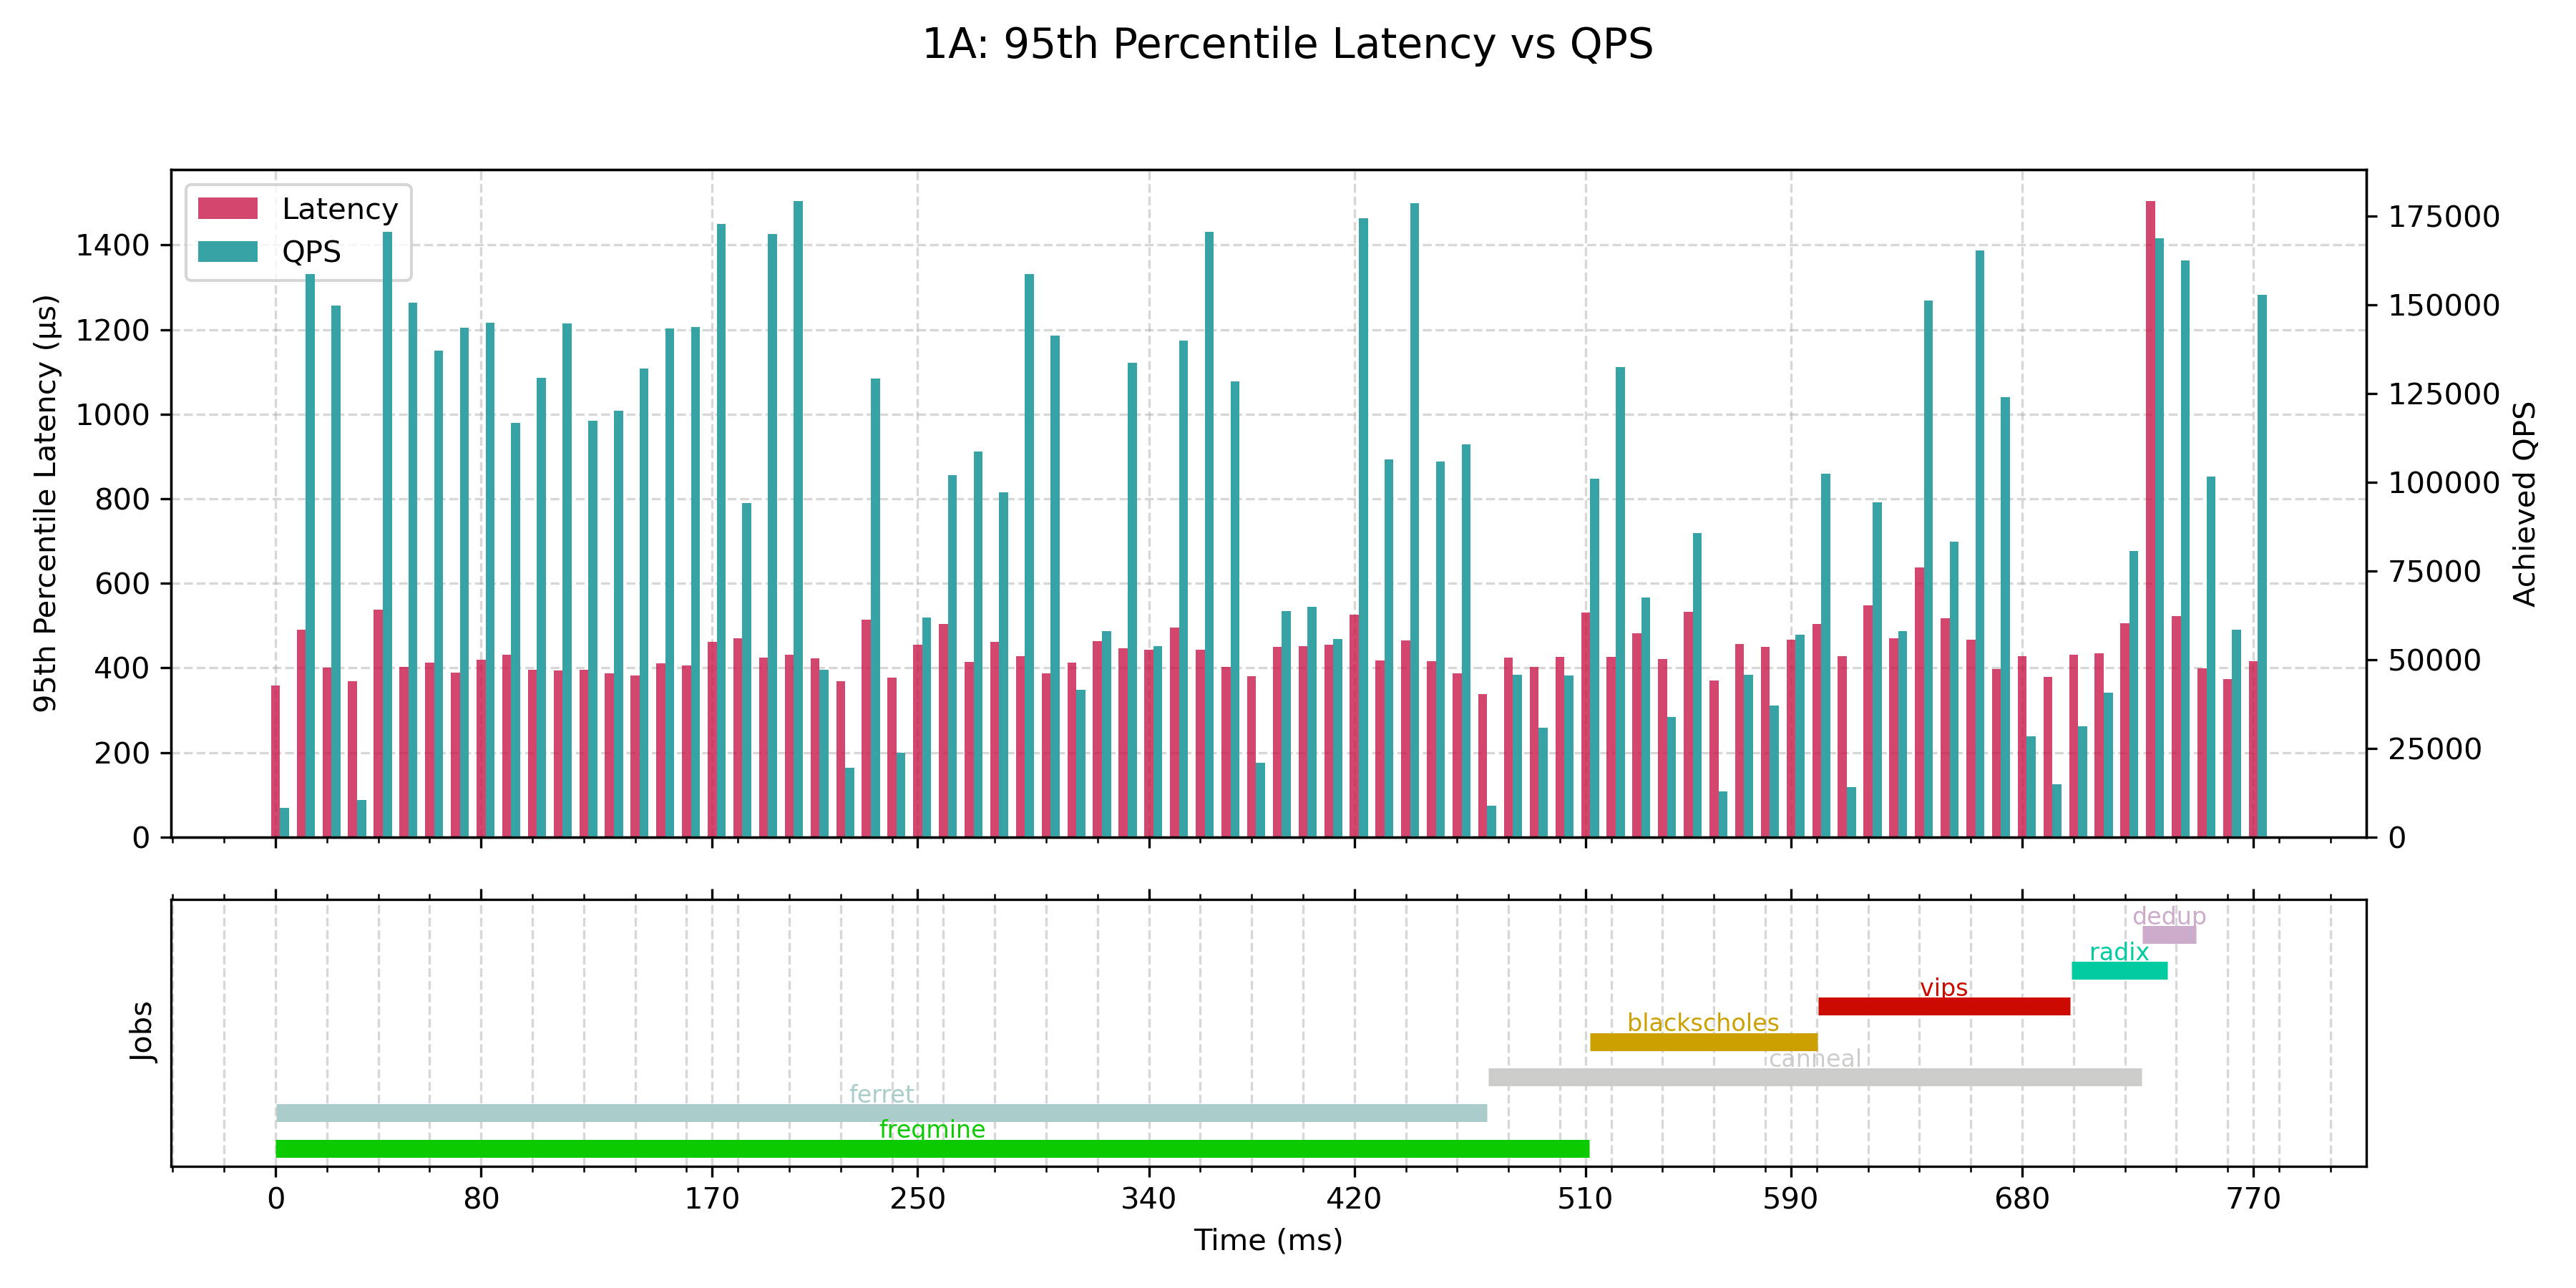 1A: 95th Percentile Latency vs QPS
Latency
QPS
95th Percentile Latency (µs)
1400
1200
1000
800
600
400
200
0
Achieved QPS
175000
150000
125000
100000
75000
50000
25000
0
Jobs
dedup
radix
vips
blackscholes
canneal
ferret
freqmine
0 80 170 250 340 420 510 590 680 770
Time (ms)